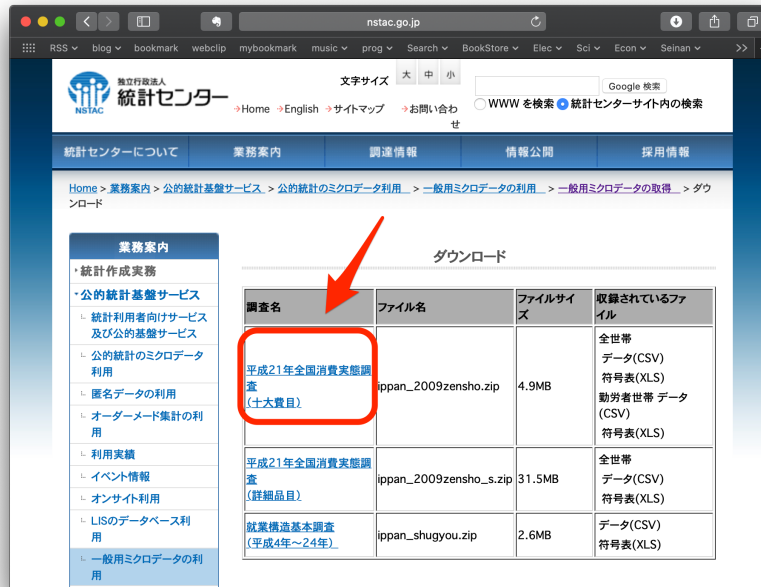 nstac.go.jp
RSS blog bookmark webclip mybookmark music prog Search BookStore Elec Sci Econ Seinan >>
独立行政法人
統計センター
NSTAC
文字サイズ 大 中 小
Google 検索
→Home →English →サイトマップ →お問い合わ
せ
WWW を検索 統計センターサイト内の検索
統計センターについて 業務案内 調達情報 情報公開 採用情報
Home > 業務案内 > 公的統計基盤サービス > 公的統計のミクロデータ利用 > 一般用ミクロデータの利用 > 一般用ミクロデータの取得 > ダウ
ンロード
業務案内
統計作成実務
公的統計基盤サービス
統計利用者向けサービス
及び公的基盤サービス
公的統計のミクロデータ
利用
匿名データの利用
オーダーメード集計の利
用
利用実績
イベント情報
オンサイト利用
LISのデータベース利
用
一般用ミクロデータの利
用
ダウンロード
調査名 ファイル名 ファイルサイ
ズ 収録されているファ
イル
平成21年全国消費実態調
査
(十大費目) ippan_2009zensho.zip 4.9MB
全世帯
データ(CSV)
符号表(XLS)
勤労者世帯 データ
(CSV)
符号表(XLS)
平成21年全国消費実態調
査
(詳細品目) ippan_2009zensho_s.zip 31.5MB
全世帯
データ(CSV)
符号表(XLS)
就業構造基本調査
(平成4年～24年) ippan_shugyou.zip 2.6MB
データ(CSV)
符号表(XLS)